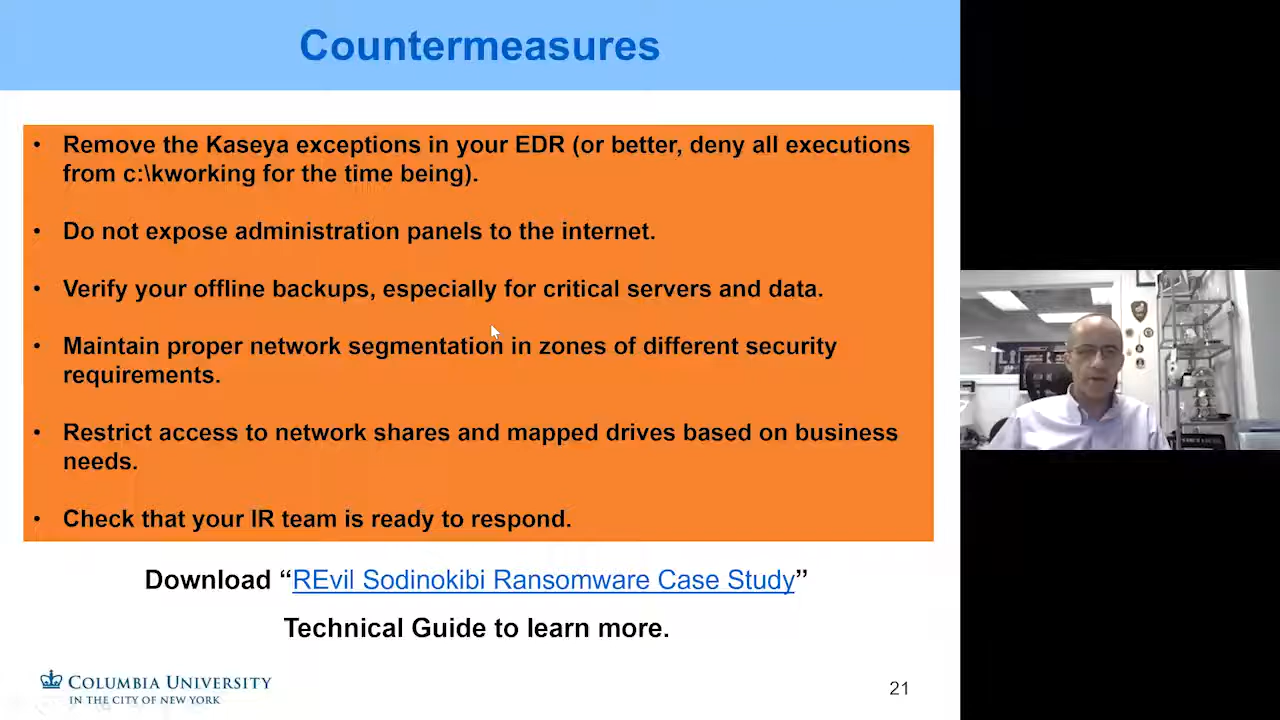 Countermeasures
• Remove the Kaseya exceptions in your EDR (or better, deny all executions
from c:\kworking for the time being).
• Do not expose administration panels to the internet.
• Verify your offline backups, especially for critical servers and data.
• Maintain proper network segmentation in zones of different security
requirements.
• Restrict access to network shares and mapped drives based on business
needs.
• Check that your IR team is ready to respond.
Download “REvil Sodinokibi Ransomware Case Study”
Technical Guide to learn more.
COLUMBIA UNIVERSITY
IN THE CITY OF NEW YORK
21